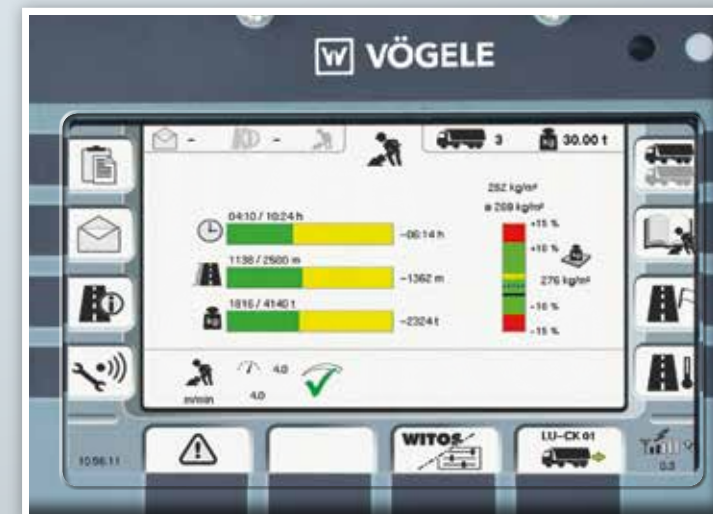 VÖGELE
- - 3 30.00 t
262 kg/m²
ø 269 kg/m²
04:10 / 10:24 h
+15 %
-06:14 h
+10 %
1138 / 2500 m
-1362 m
276 kg/m²
1816 / 4140 t
-10 %
-2324 t
-15 %
4.0
m/min 4.0
10:56:11
WITOS
LU-CK 01
0.0